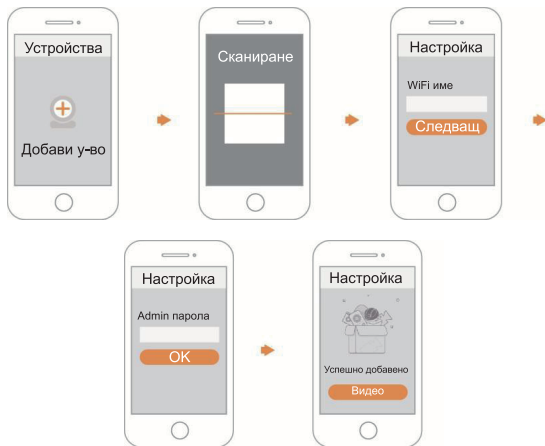 Устройства
Добави у-во
Сканиране
Настройка
WiFi име
Следващ
Настройка
Admin парола
OK
Настройка
Успешно добавено
Видео